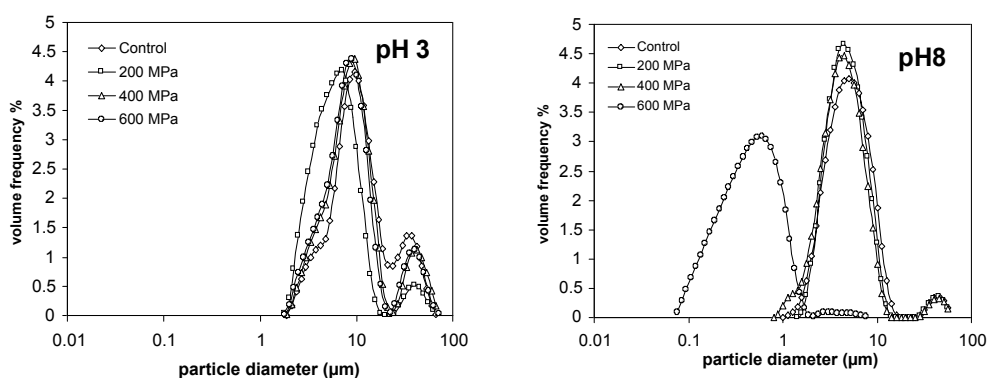 pH 3
volume frequency %
5
4.5
4
3.5
3
2.5
2
1.5
1
0.5
0
Control
200 MPa
400 MPa
600 MPa
0.01 0.1 1 10 100
particle diameter (µm)
pH8
volume frequency %
5
4.5
4
3.5
3
2.5
2
1.5
1
0.5
0
Control
200 MPa
400 MPa
600 MPa
0.01 0.1 1 10 100
particle diameter (µm)